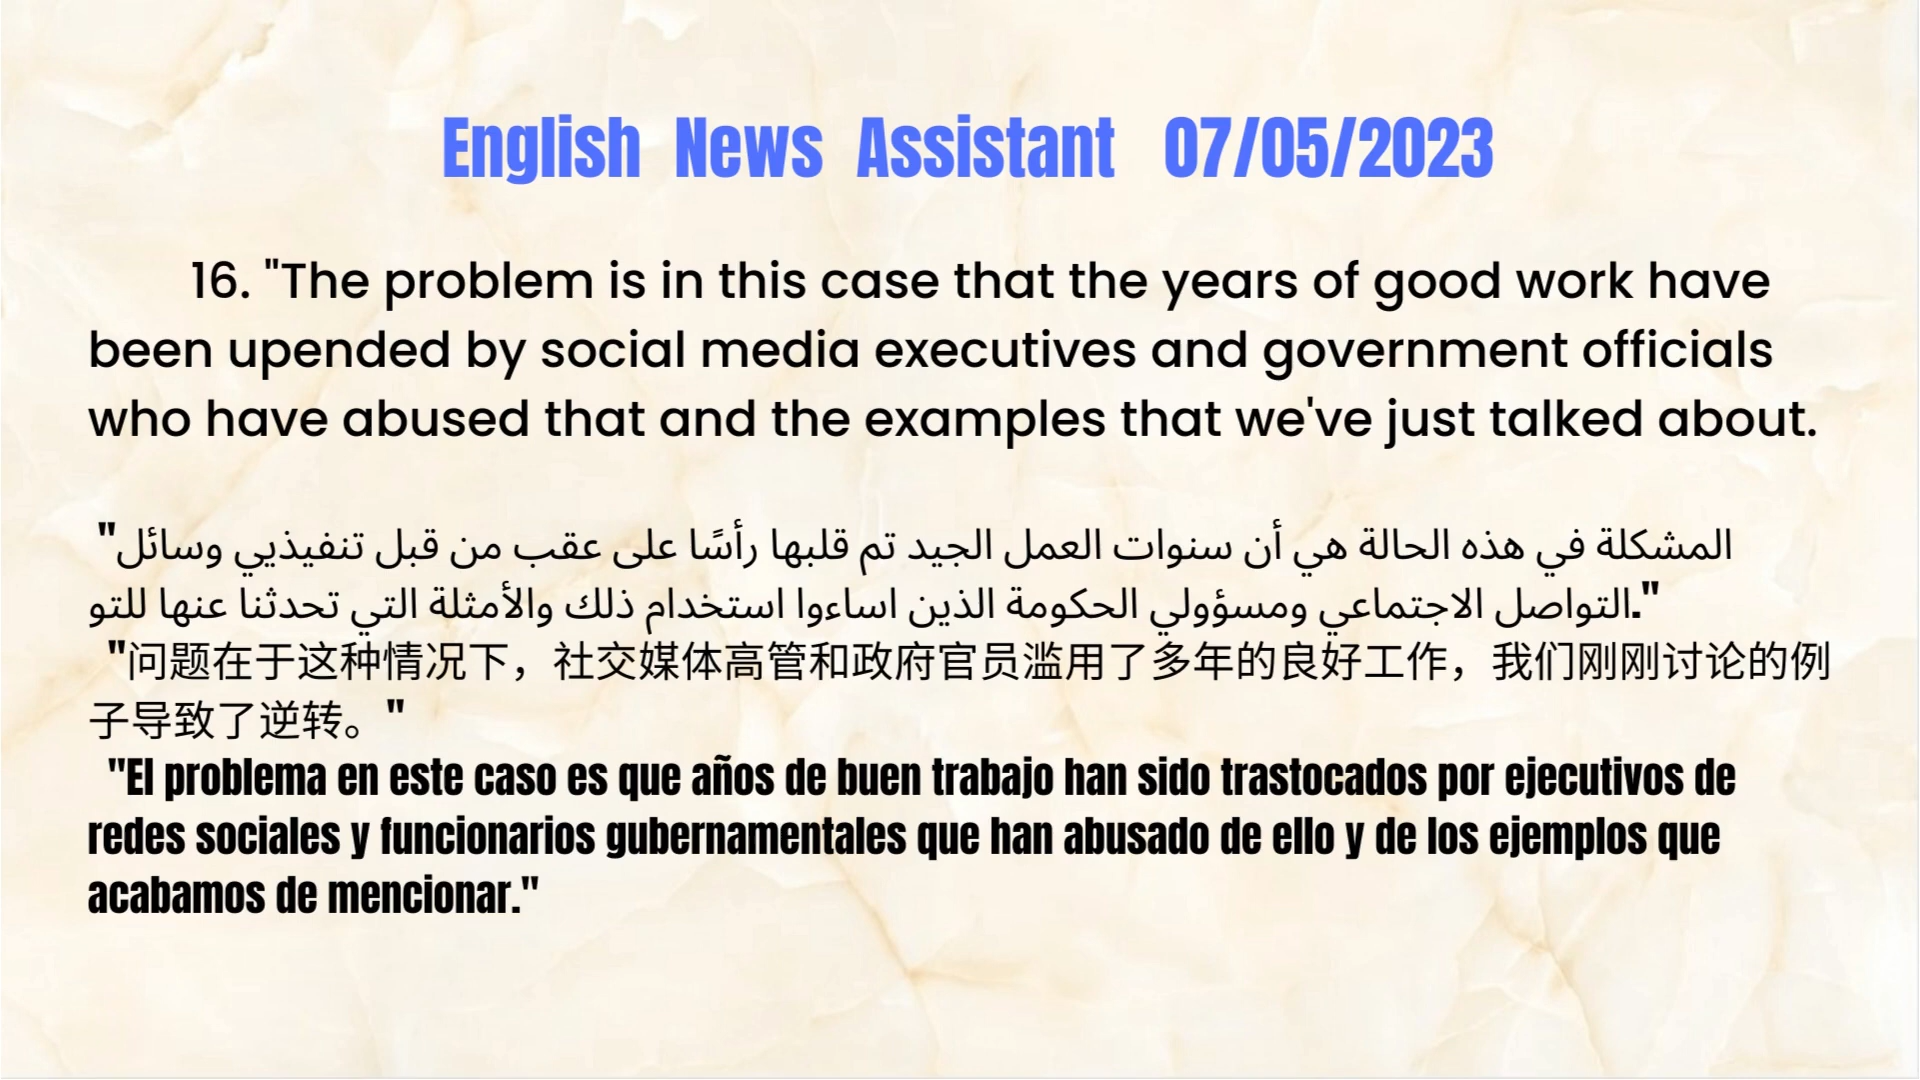 English News Assistant 07/05/2023
16. "The problem is in this case that the years of good work have
been upended by social media executives and government officials
who have abused that and the examples that we've just talked about.
"المشكلة في هذه الحالة هي أن سنوات العمل الجيد تم قلبها رأسًا على عقب من قبل تنفيذيي وسائل
التواصل الاجتماعي ومسؤولي الحكومة الذين اساءوا استخدام ذلك والأمثلة التي تحدثنا عنها للتو."
"问题在于这种情况下，社交媒体高管和政府官员滥用了多年的良好工作，我们刚刚讨论的例
子导致了逆转。"
"El problema en este caso es que años de buen trabajo han sido trastocados por ejecutivos de
redes sociales y funcionarios gubernamentales que han abusado de ello y de los ejemplos que
acabamos de mencionar."